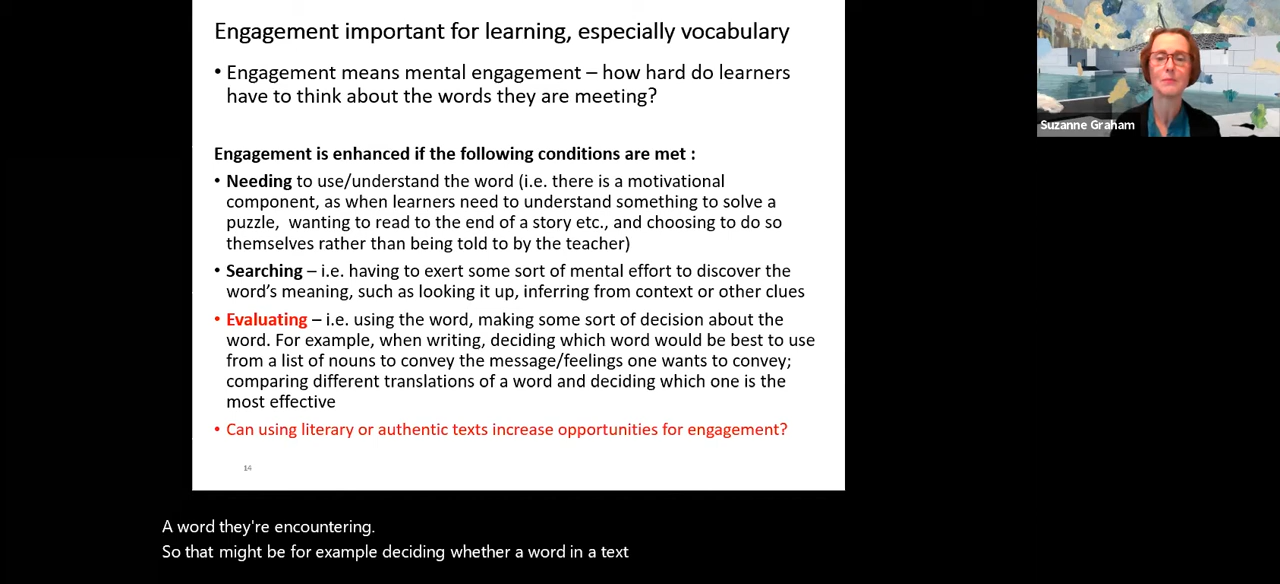 Engagement important for learning, especially vocabulary
• Engagement means mental engagement – how hard do learners
have to think about the words they are meeting?
Engagement is enhanced if the following conditions are met :
• Needing to use/understand the word (i.e. there is a motivational
component, as when learners need to understand something to solve a
puzzle,  wanting to read to the end of a story etc., and choosing to do so
themselves rather than being told to by the teacher)
• Searching – i.e. having to exert some sort of mental effort to discover the
word's meaning, such as looking it up, inferring from context or other clues
• Evaluating – i.e. using the word, making some sort of decision about the
word. For example, when writing, deciding which word would be best to use
from a list of nouns to convey the message/feelings one wants to convey;
comparing different translations of a word and deciding which one is the
most effective
• Can using literary or authentic texts increase opportunities for engagement?
14
Suzanne Graham
A word they're encountering.
So that might be for example deciding whether a word in a text